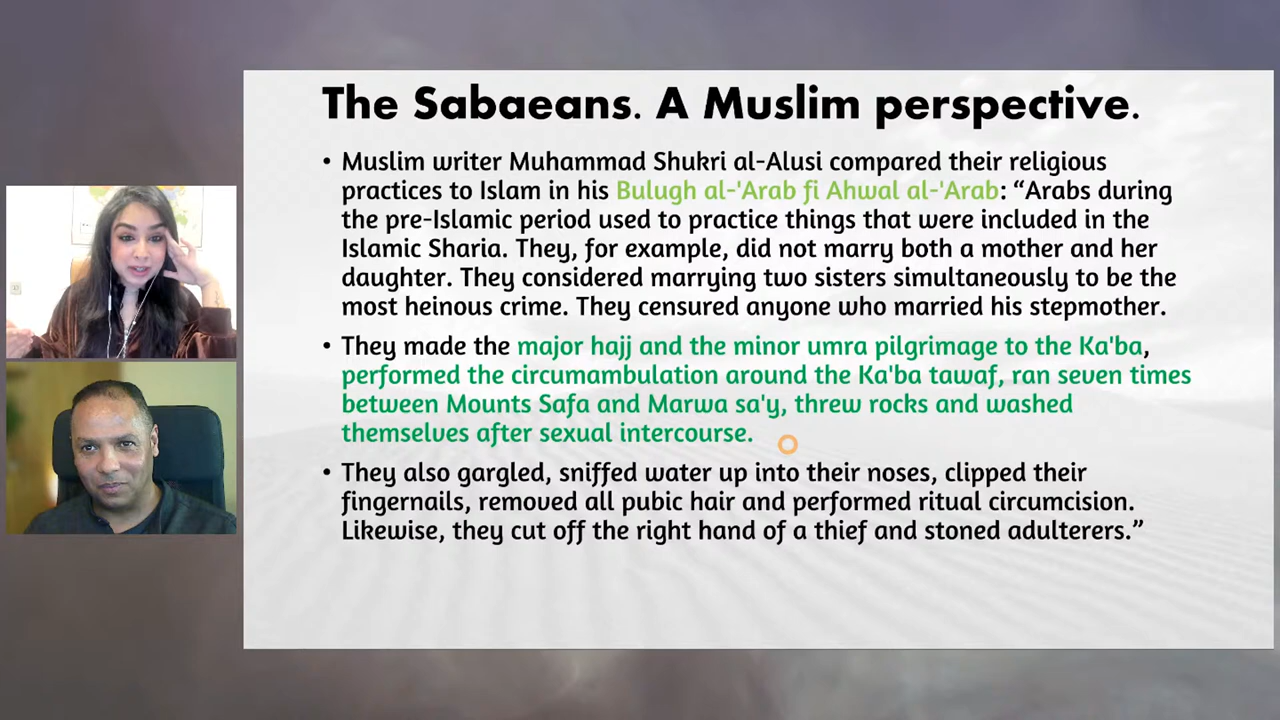 The Sabaeans. A Muslim perspective.
• Muslim writer Muhammad Shukri al-Alusi compared their religious
practices to Islam in his Bulugh al-'Arab fi Ahwal al-'Arab: “Arabs during
the pre-Islamic period used to practice things that were included in the
Islamic Sharia. They, for example, did not marry both a mother and her
daughter. They considered marrying two sisters simultaneously to be the
most heinous crime. They censured anyone who married his stepmother.
• They made the major hajj and the minor umra pilgrimage to the Ka'ba,
performed the circumambulation around the Ka'ba tawaf, ran seven times
between Mounts Safa and Marwa sa'y, threw rocks and washed
themselves after sexual intercourse.
• They also gargled, sniffed water up into their noses, clipped their
fingernails, removed all pubic hair and performed ritual circumcision.
Likewise, they cut off the right hand of a thief and stoned adulterers.”